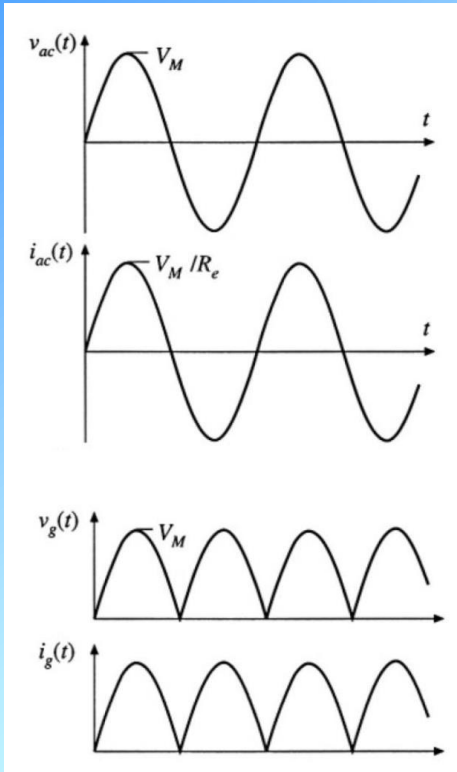 v_ac(t)
V_M
t
i_ac(t)
V_M /R_e
t
v_g(t)
V_M
i_g(t)